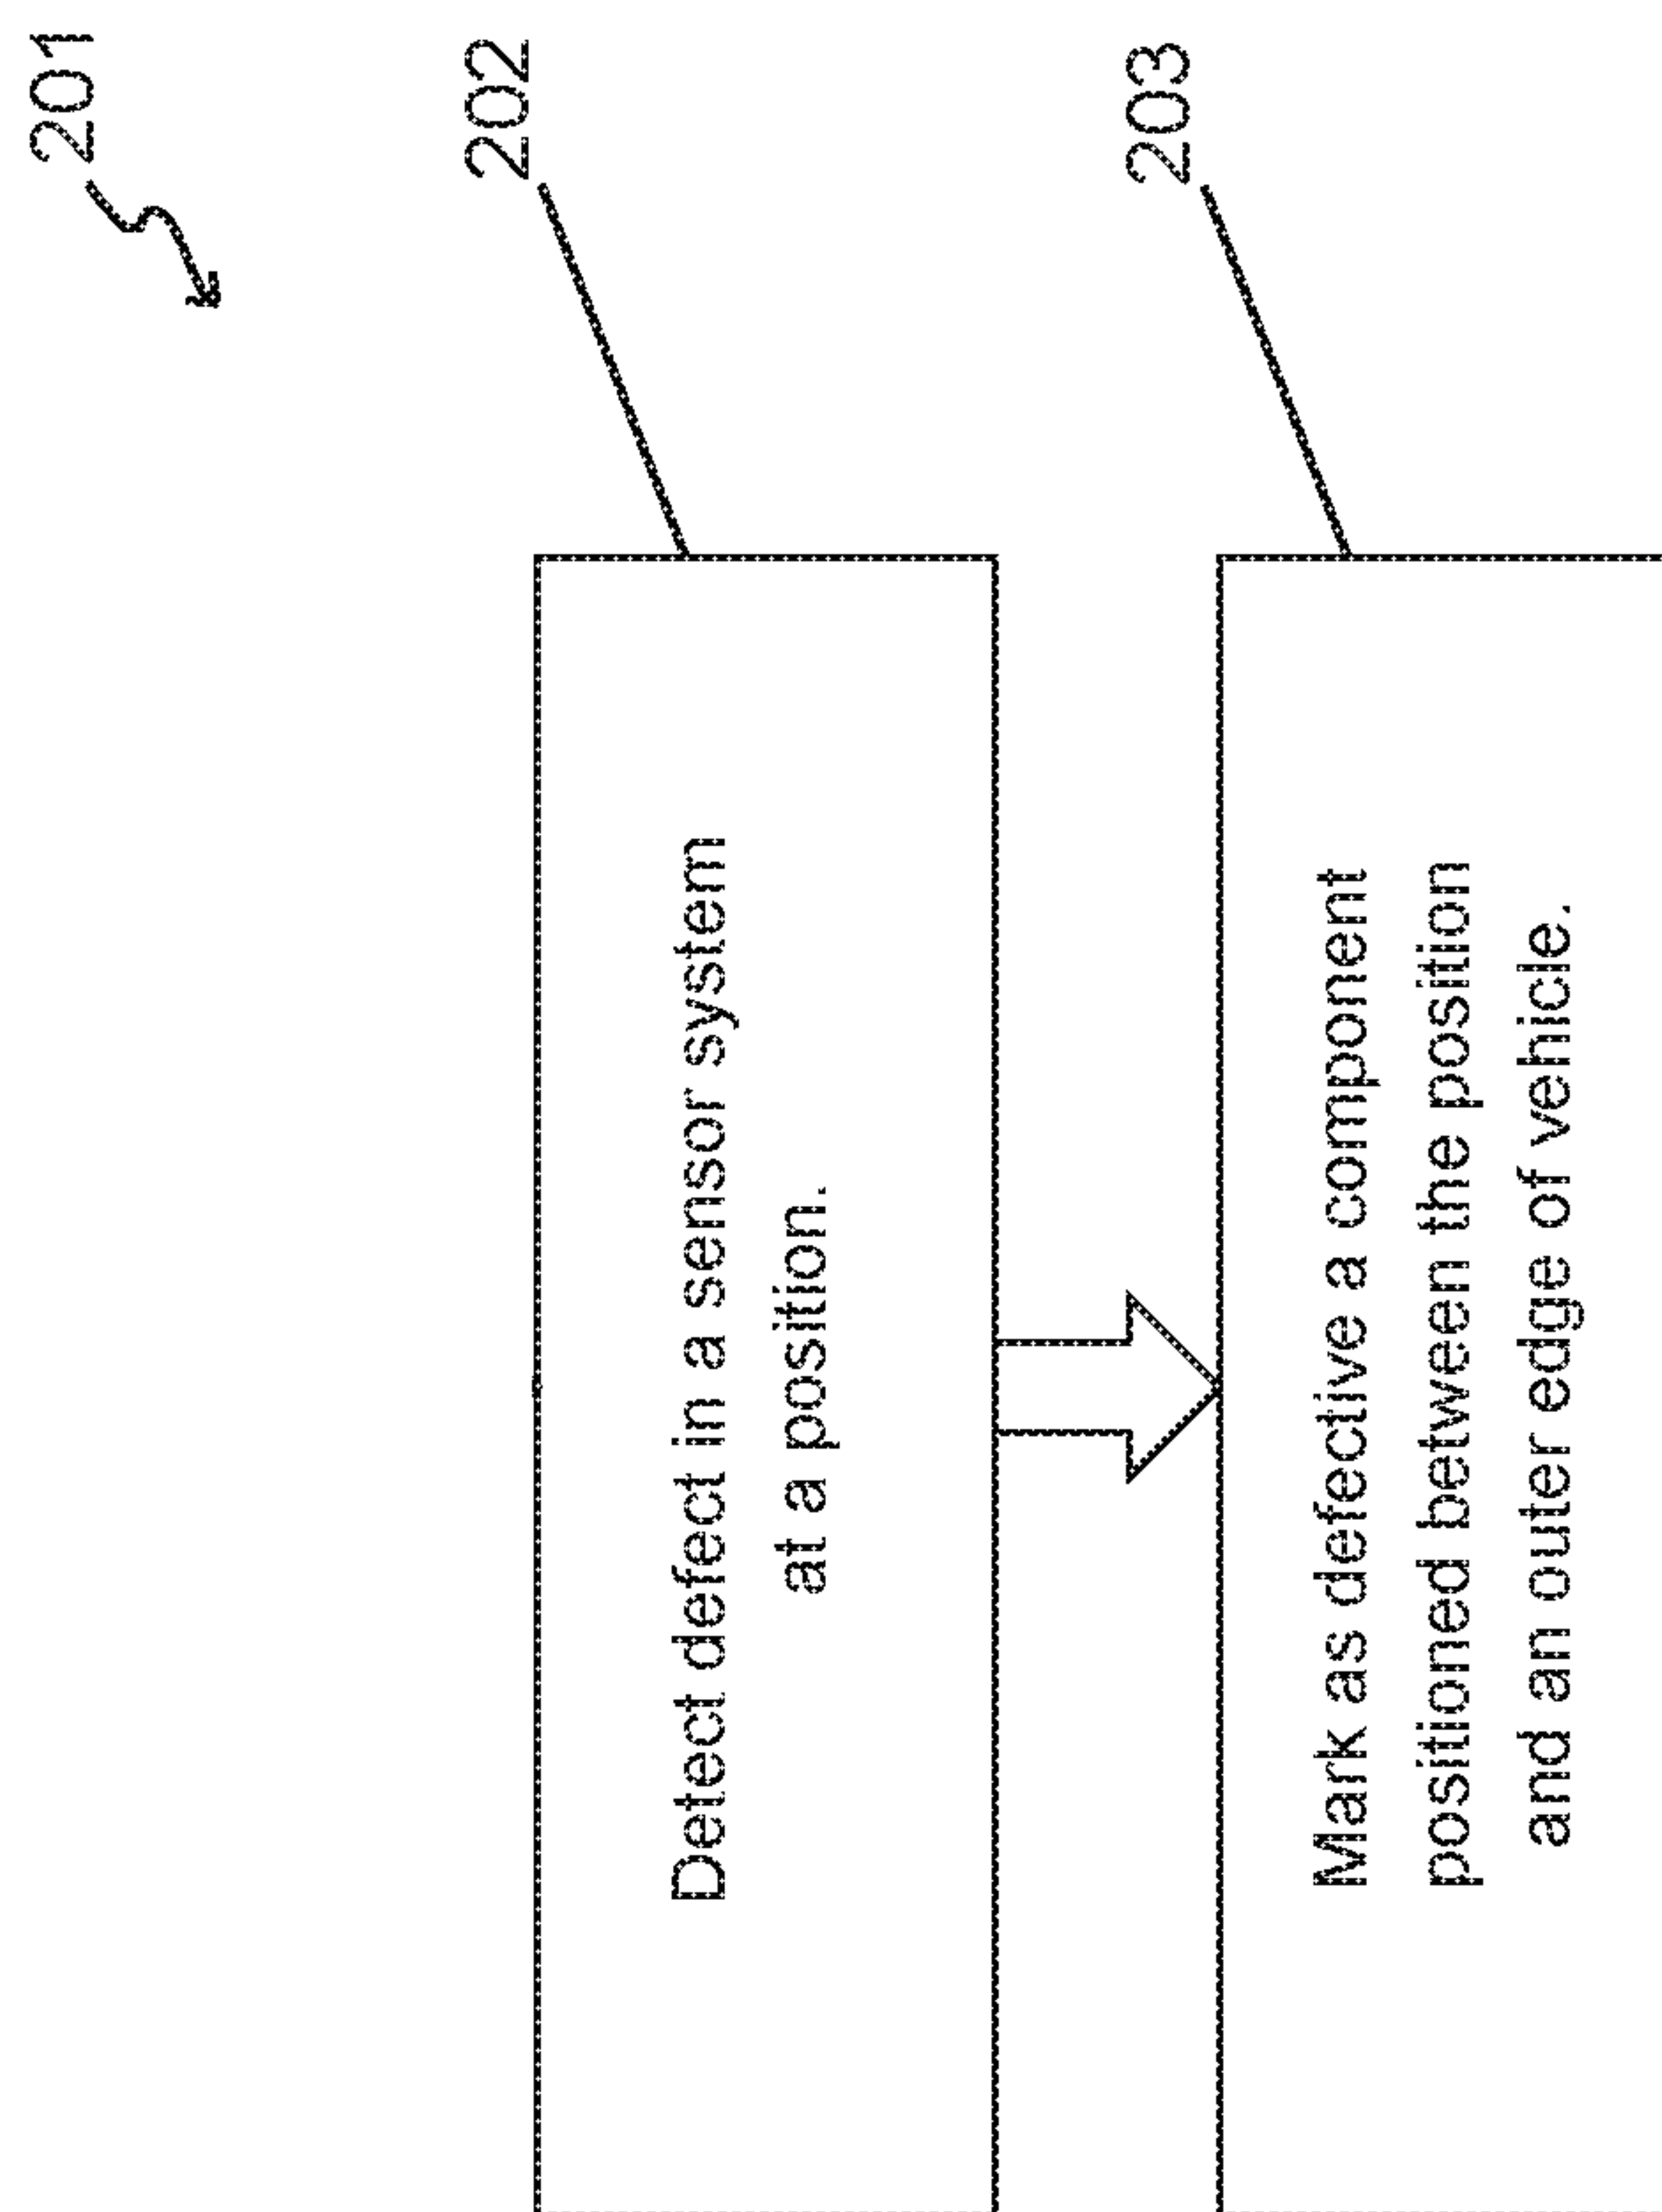 201
202
Detect defect in a sensor system
at a position.
203
Mark as defective a component
positioned between the position
and an outer edge of vehicle.